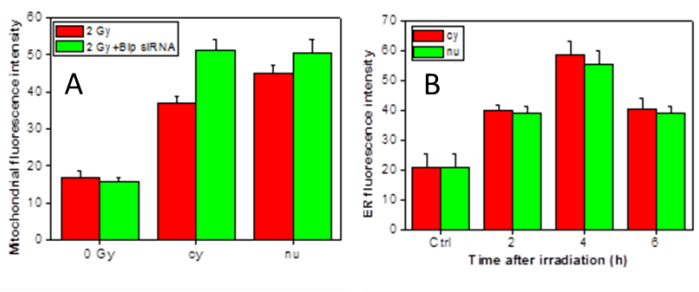 60
50
40
30
20
10
0
Mitochondrial fluorescence intensity
2 Gy
2 Gy+Bip siRNA
A
0 Gy
cy
nu
70
60
50
40
30
20
10
0
ER fluorescence intensity
cy
nu
B
Ctrl
2
4
6
Time after irradiation (h)